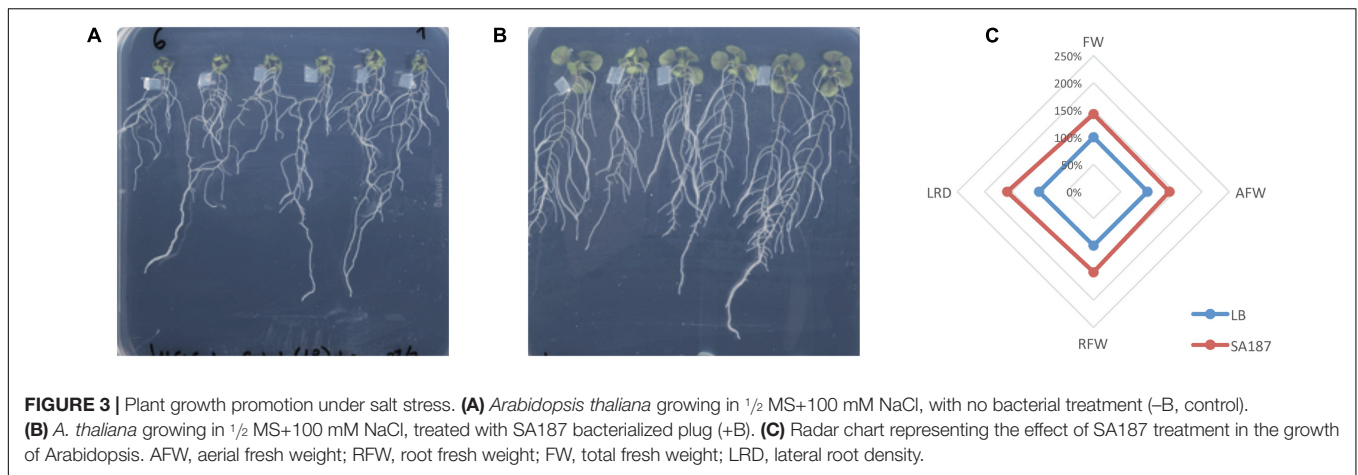 A
6
1
B
C
FW
250%
200%
150%
100%
50%
0%
LRD
AFW
RFW
LB
SA187
FIGURE 3 | Plant growth promotion under salt stress. (A) Arabidopsis thaliana growing in 1/2 MS+100 mM NaCl, with no bacterial treatment (–B, control).
(B) A. thaliana growing in 1/2 MS+100 mM NaCl, treated with SA187 bacterialized plug (+B). (C) Radar chart representing the effect of SA187 treatment in the growth
of Arabidopsis. AFW, aerial fresh weight; RFW, root fresh weight; FW, total fresh weight; LRD, lateral root density.